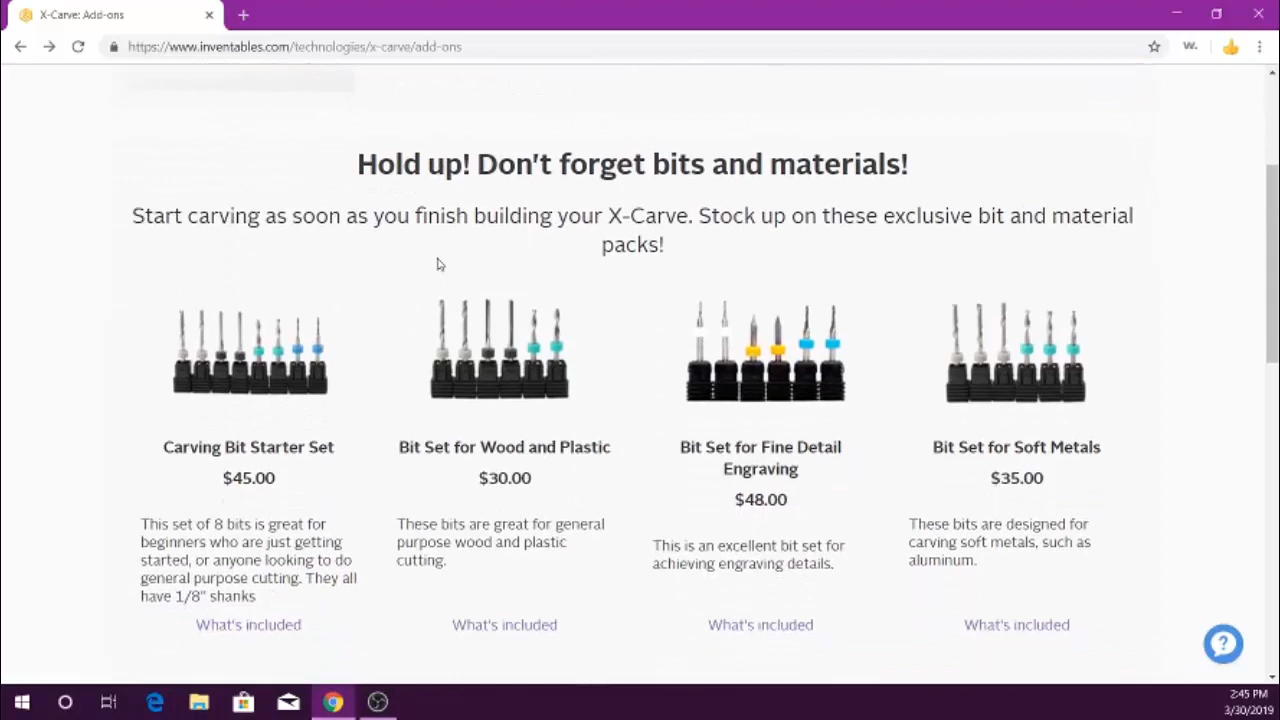 X-Carve: Add-ons
https://www.inventables.com/technologies/x-carve/add-ons
W.
Hold up! Don't forget bits and materials!
Start carving as soon as you finish building your X-Carve. Stock up on these exclusive bit and material
packs!
Carving Bit Starter Set
$45.00
This set of 8 bits is great for
beginners who are just getting
started, or anyone looking to do
general purpose cutting. They all
have 1/8" shanks
What's included
Bit Set for Wood and Plastic
$30.00
These bits are great for general
purpose wood and plastic
cutting.
What's included
Bit Set for Fine Detail
Engraving
$48.00
This is an excellent bit set for
achieving engraving details.
What's included
Bit Set for Soft Metals
$35.00
These bits are designed for
carving soft metals, such as
aluminum.
What's included
?
2:45 PM
3/30/2019